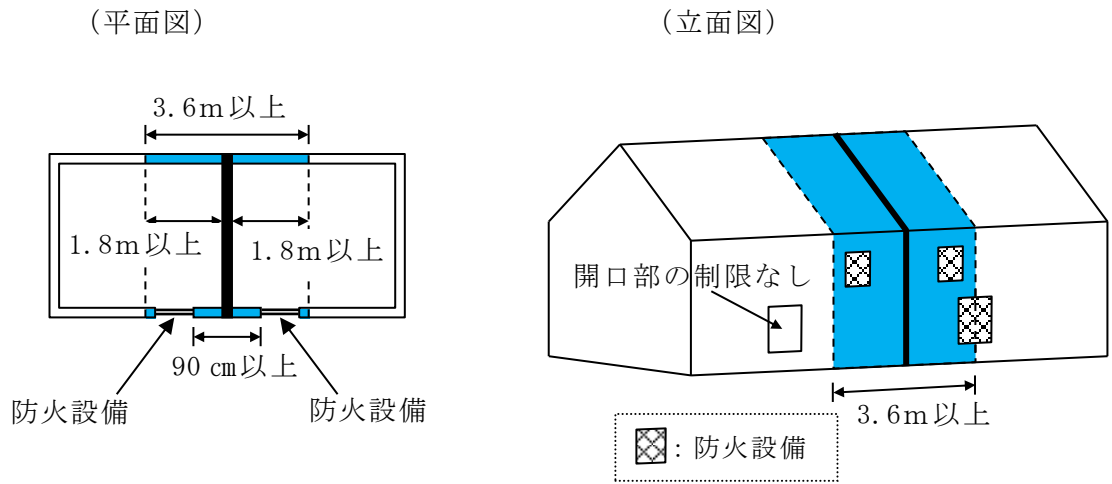 （平面図）
（立面図）
3.6m以上
1.8m以上
1.8m以上
90㎝以上
防火設備
防火設備
開口部の制限なし
3.6m以上
：防火設備